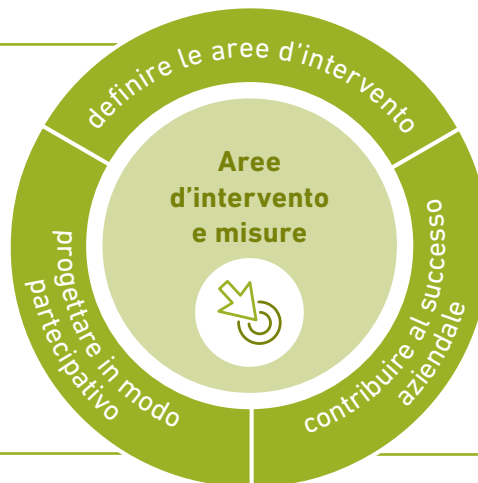 definire le aree d'intervento
Aree
d'intervento
e misure
progettare in modo
partecipativo
contribuire al successo
aziendale